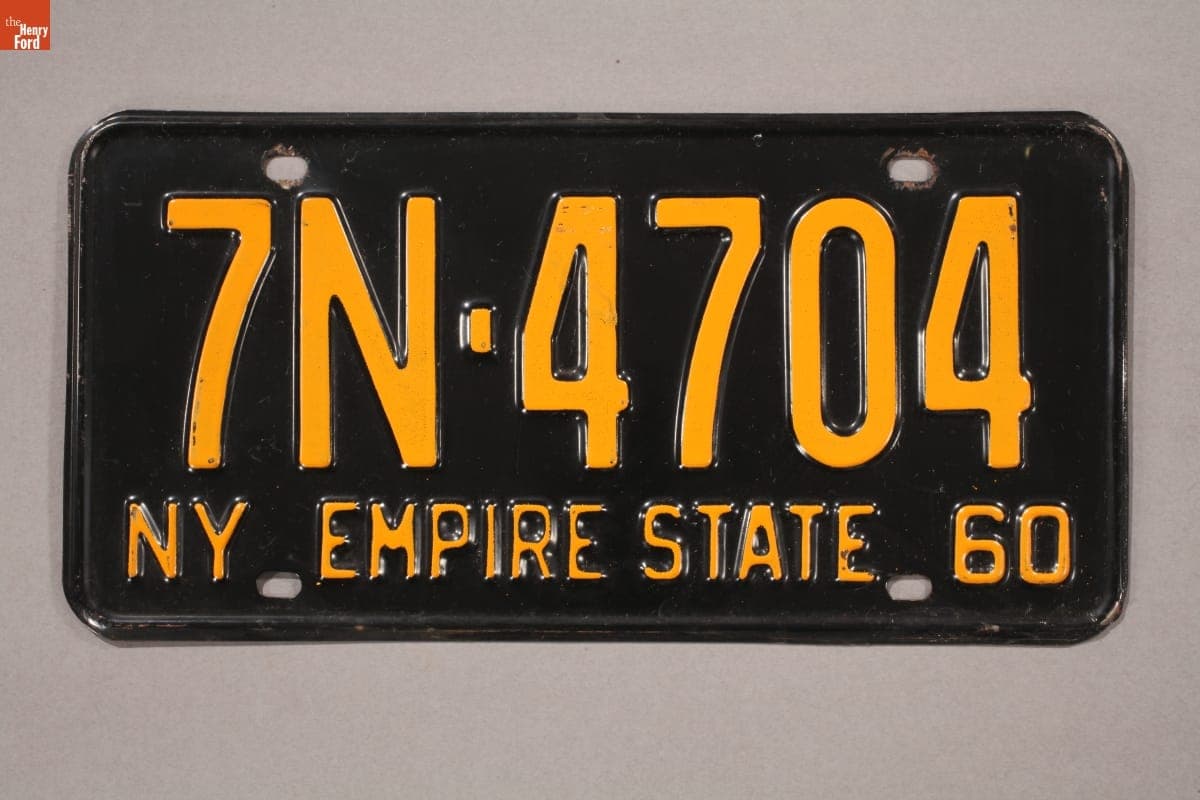 the
Henry
Ford
7N-4704
NY EMPIRE STATE 60